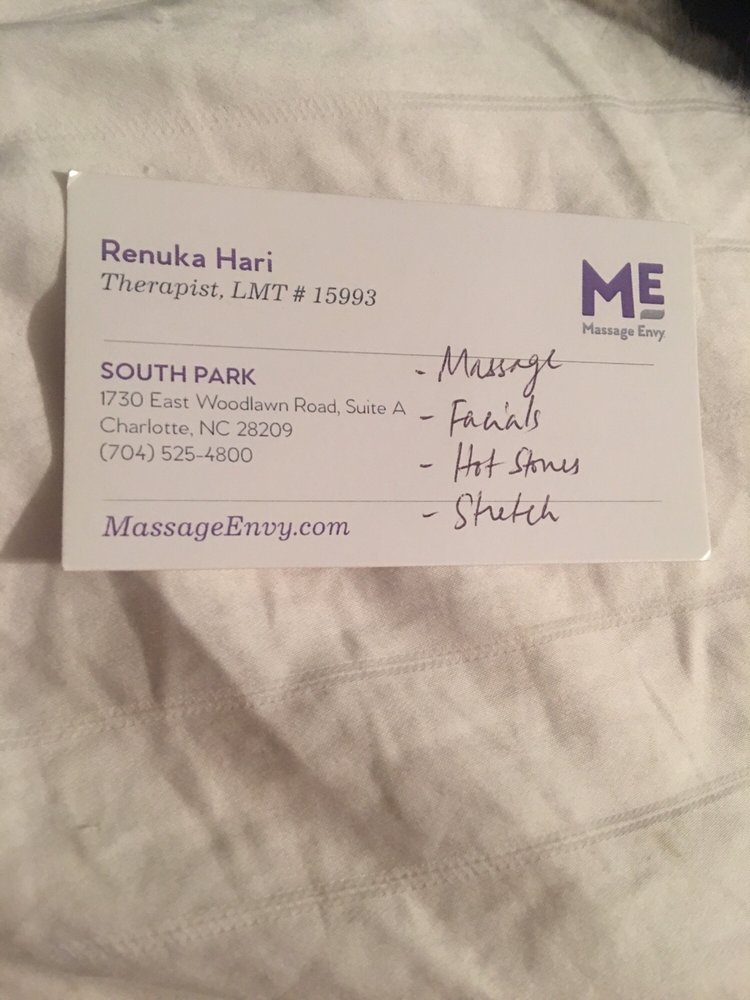 Renuka Hari
Therapist, LMT # 15993
ME
Massage Envy
SOUTH PARK
1730 East Woodlawn Road, Suite A
Charlotte, NC 28209
(704) 525-4800
MassageEnvy.com
- Massage
- Facials
- Hot Stones
- Stretch